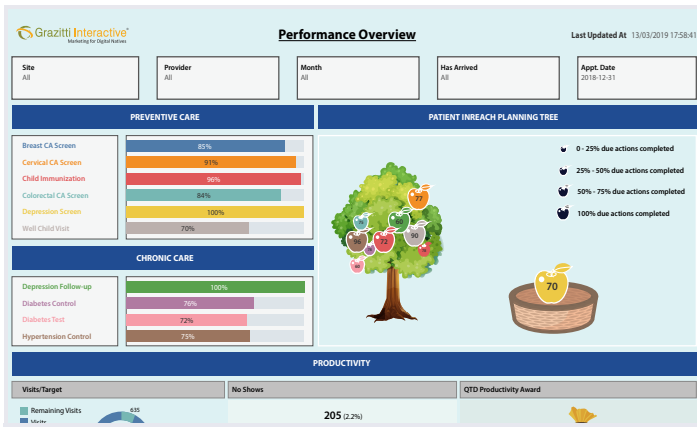 Grazitti Interactive
Marketing for Digital Natives
Performance Overview
Last Updated At 13/03/2019 17:58:41
Site
All
Provider
All
Month
All
Has Arrived
All
Appt. Date
2018-12-31
PREVENTIVE CARE
Breast CA Screen 85%
Cervical CA Screen 91%
Child Immunization 96%
Colorectal CA Screen 84%
Depression Screen 100%
Well Child Visit 70%
CHRONIC CARE
Depression Follow-up 100%
Diabetes Control 76%
Diabetes Test 72%
Hypertension Control 75%
PATIENT INREACH PLANNING TREE
0 - 25% due actions completed
25% - 50% due actions completed
50% - 75% due actions completed
100% due actions completed
77
60
90
96
72
70
PRODUCTIVITY
Visits/Target
Remaining Visits
Visits
635
No Shows
205 (2.2%)
QTD Productivity Award